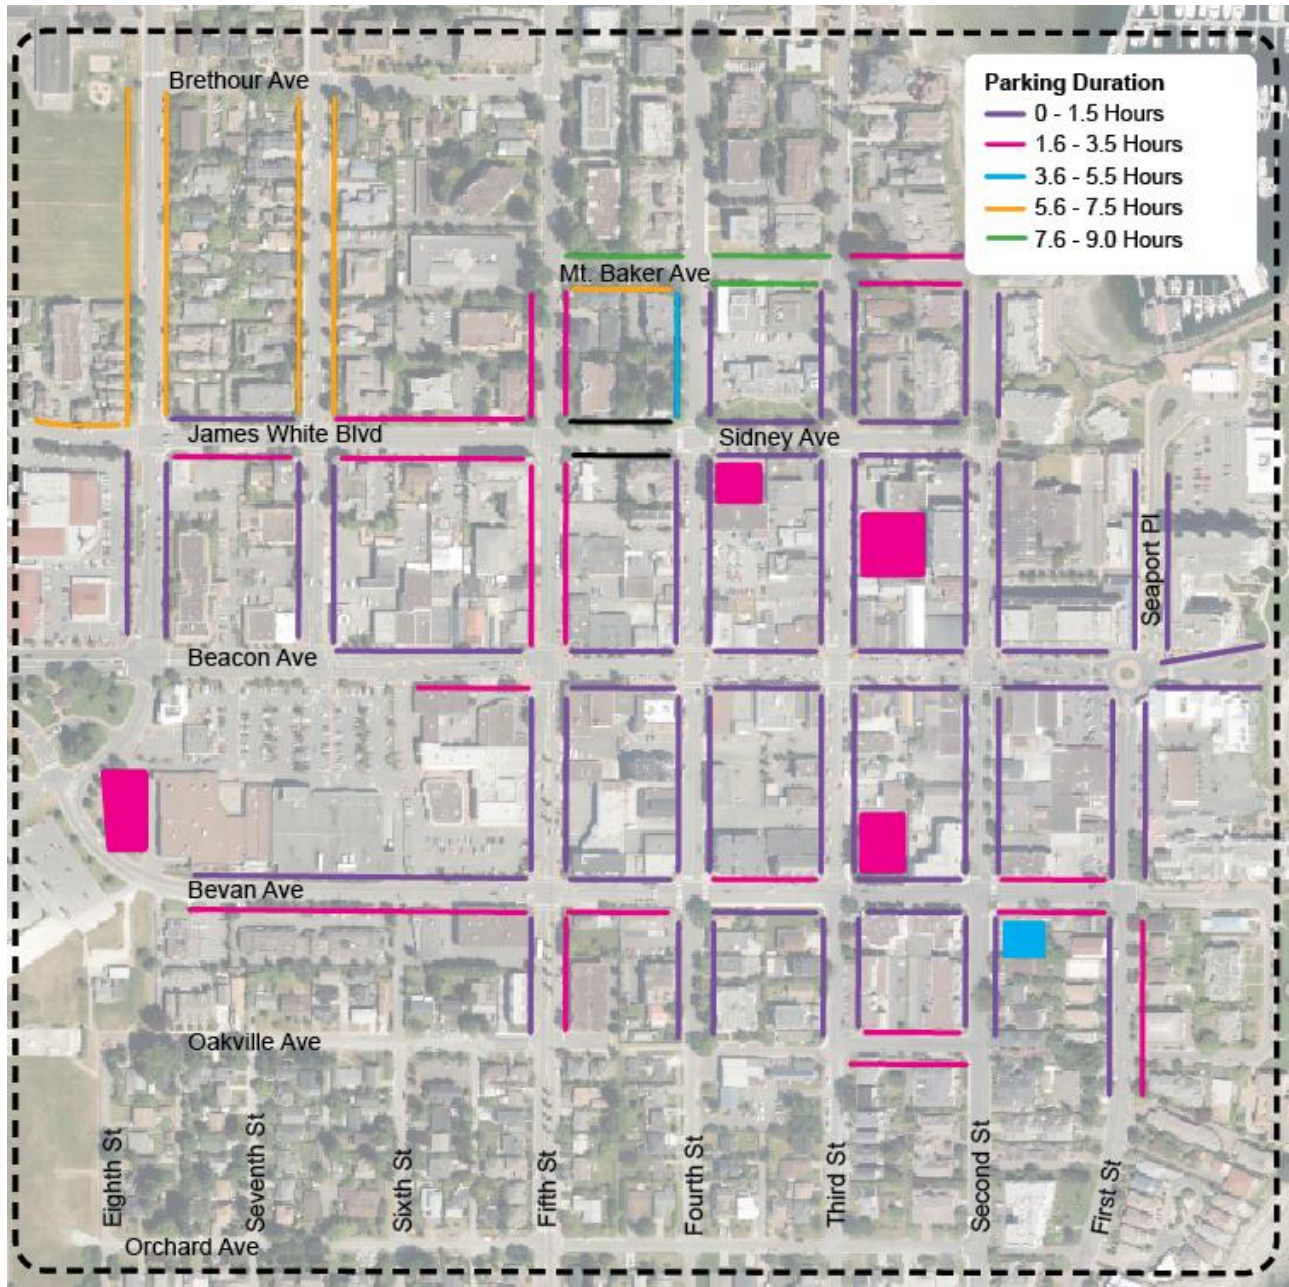 Brethour Ave
Parking Duration
0 - 1.5 Hours
1.6 - 3.5 Hours
3.6 - 5.5 Hours
5.6 - 7.5 Hours
7.6 - 9.0 Hours
Mt. Baker Ave
James White Blvd
Sidney Ave
Seaport Pl
Beacon Ave
Bevan Ave
Oakville Ave
Eighth St
Seventh St
Sixth St
Fifth St
Fourth St
Third St
Second St
First St
Orchard Ave